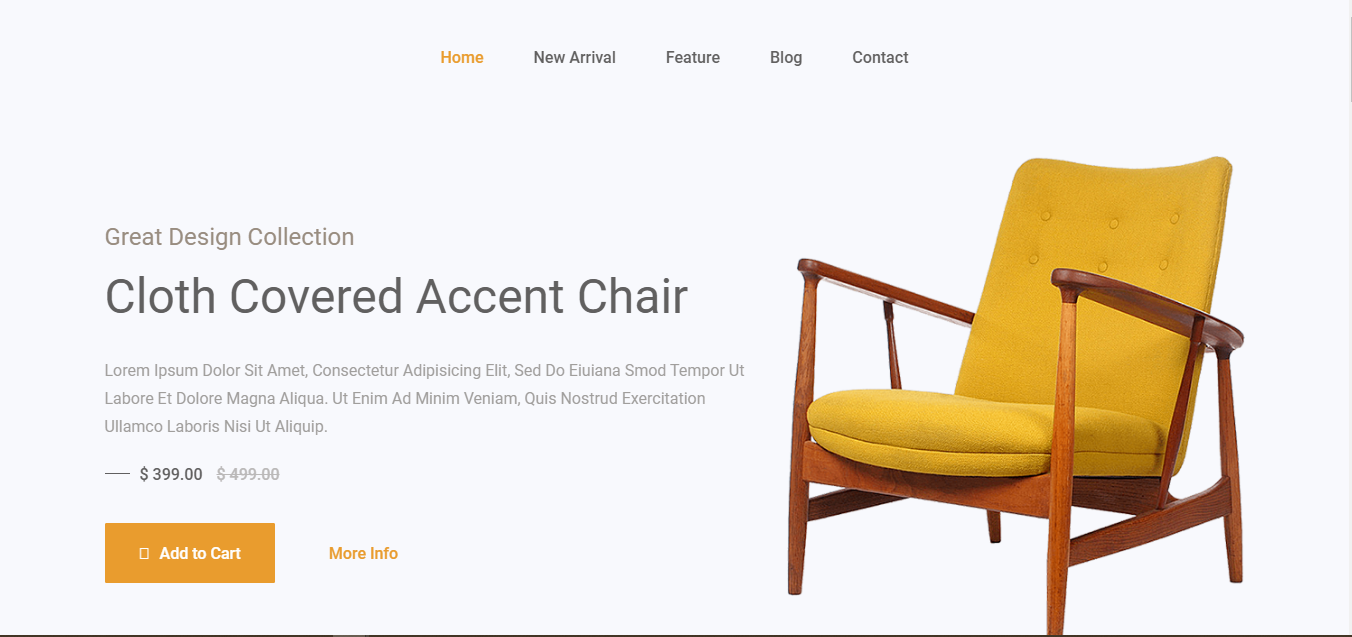 Home New Arrival Feature Blog Contact
Great Design Collection
Cloth Covered Accent Chair
Lorem Ipsum Dolor Sit Amet, Consectetur Adipisicing Elit, Sed Do Eiuiana Smod Tempor Ut
Labore Et Dolore Magna Aliqua. Ut Enim Ad Minim Veniam, Quis Nostrud Exercitation
Ullamco Laboris Nisi Ut Aliquip.
$ 399.00 $ 499.00
Add to Cart More Info